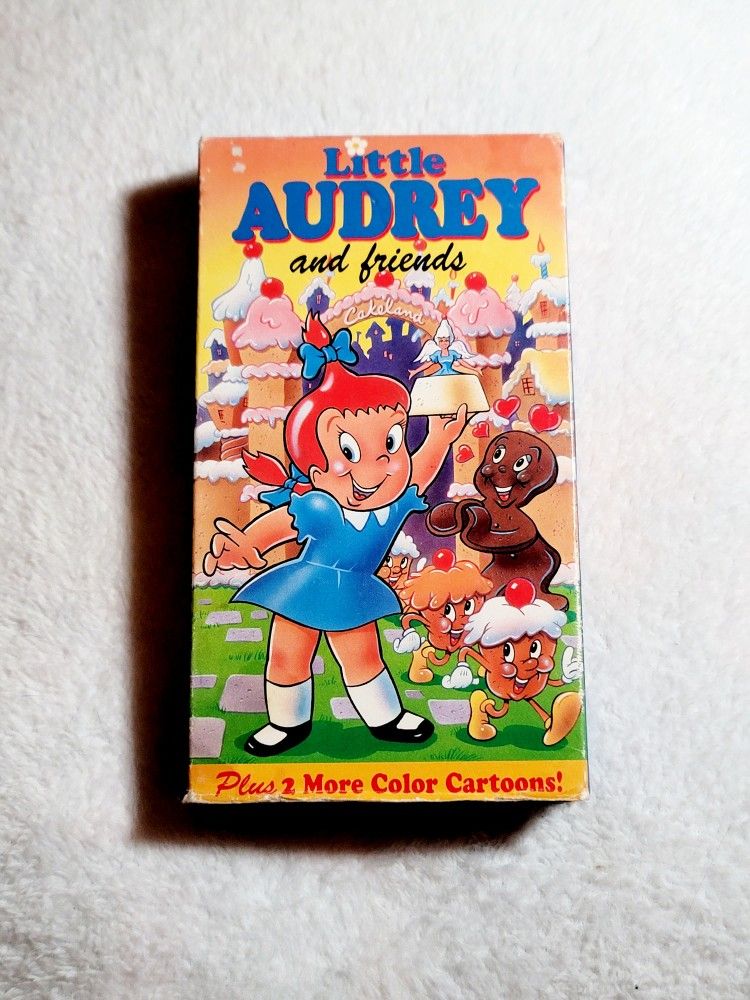 Little
AUDREY
and friends
Cakeland
Plus 2 More Color Cartoons!